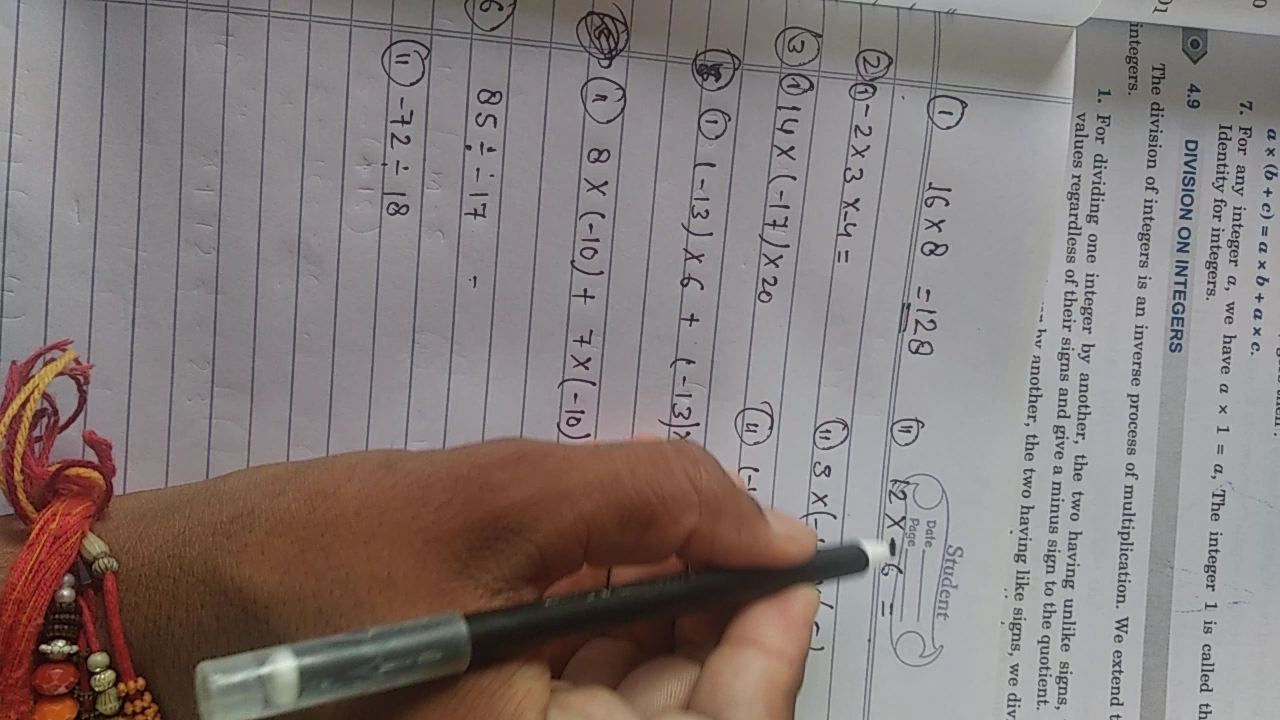 a × (b + c) = a × b + a × c.
7. For any integer a, we have a × 1 = a, The integer 1 is called th
Identity for integers.
4.9 DIVISION ON INTEGERS
The division of integers is an inverse process of multiplication. We extend t
integers.
1. For dividing one integer by another, the two having unlike signs,
values regardless of their signs and give a minus sign to the quotient.
by another, the two having like signs, we div
Student
Date
Page
(i) 16 × 8 = 128 (ii) 12 × -6 =
(2) (i) -2 × 3 × -4 = (ii) 8 × (-
(3) (i) 14 × (-17) × 20 (ii) (-
(i) (-13) × 6 + (-13) ×
(ii) 8 × (-10) + 7 × (-10)
(6) 85 ÷ -17 -
(ii) -72 ÷ 18